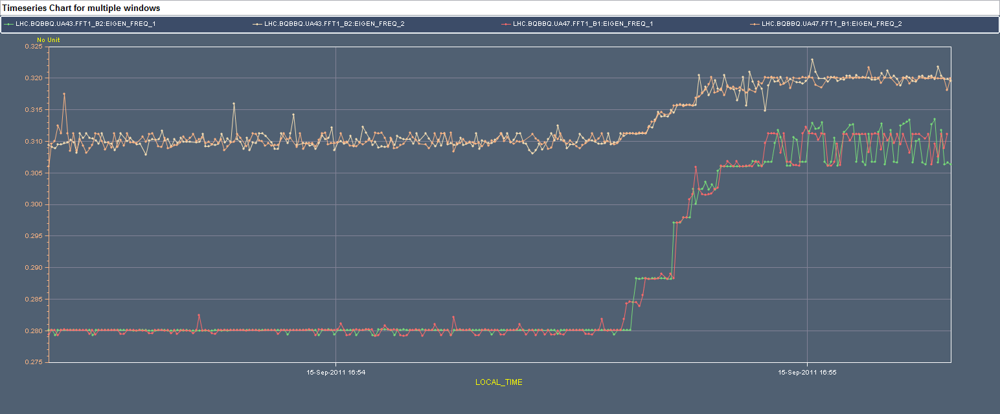 Timeseries Chart for multiple windows
LHC.BQBBQ.UA43.FFT1_B2:EIGEN_FREQ_1 LHC.BQBBQ.UA43.FFT1_B2:EIGEN_FREQ_2 LHC.BQBBQ.UA47.FFT1_B1:EIGEN_FREQ_1 LHC.BQBBQ.UA47.FFT1_B1:EIGEN_FREQ_2
No Unit
0.325
0.320
0.315
0.310
0.305
0.300
0.295
0.290
0.285
0.280
0.275
15-Sep-2011 16:54 15-Sep-2011 16:55
LOCAL_TIME